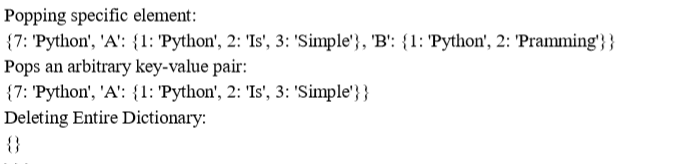 Popping specific element:
{7: 'Python', 'A': {1: 'Python', 2: 'Is', 3: 'Simple'}, 'B': {1: 'Python', 2: 'Pramming'}}
Pops an arbitrary key-value pair:
{7: 'Python', 'A': {1: 'Python', 2: 'Is', 3: 'Simple'}}
Deleting Entire Dictionary:
{}